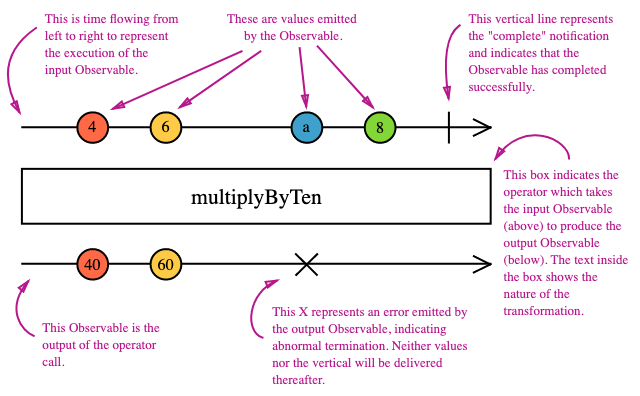 This is time flowing from
left to right to represent
the execution of the
input Observable.
These are values emitted
by the Observable.
This vertical line represents
the "complete" notification
and indicates that the
Observable has completed
successfully.
4
6
a
8
multiplyByTen
This box indicates the
operator which takes
the input Observable
(above) to produce the
output Observable
(below). The text inside
the box shows the
nature of the
transformation.
40
60
This Observable is the
output of the operator
call.
This X represents an error emitted by
the output Observable, indicating
abnormal termination. Neither values
nor the vertical will be delivered
thereafter.